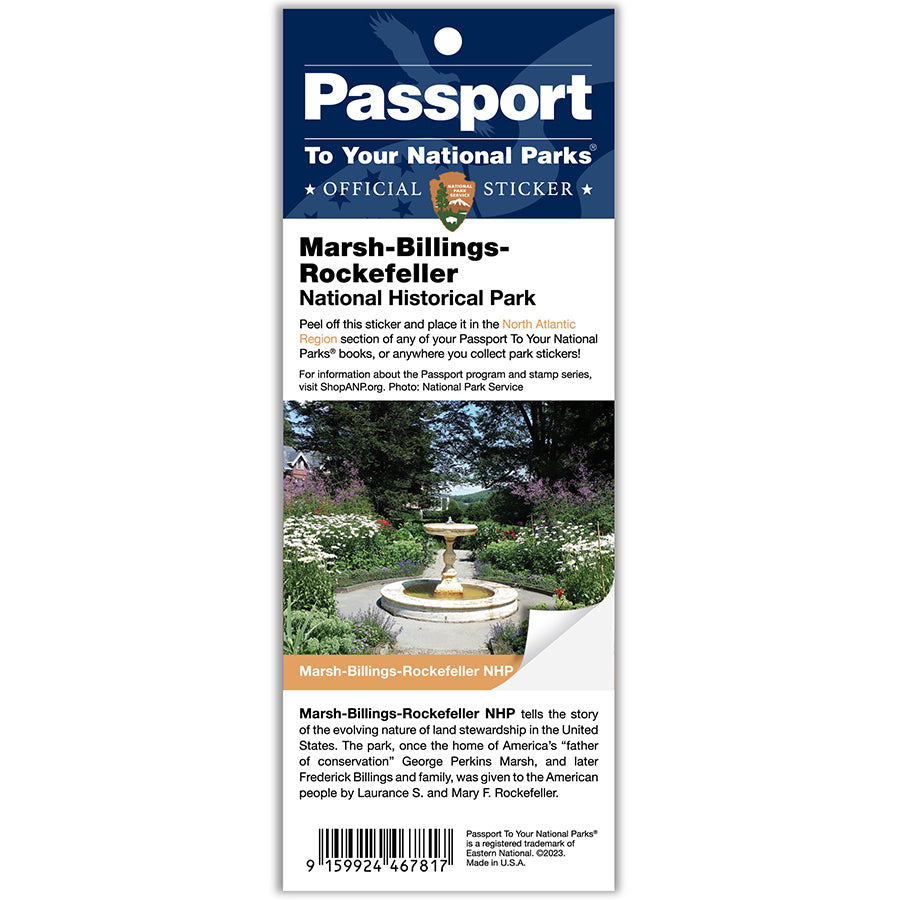 Passport
To Your National Parks®
★ OFFICIAL STICKER ★
NATIONAL
PARK
SERVICE
Marsh-Billings-
Rockefeller
National Historical Park
Peel off this sticker and place it in the North Atlantic
Region section of any of your Passport To Your National
Parks® books, or anywhere you collect park stickers!
For information about the Passport program and stamp series,
visit ShopANP.org. Photo: National Park Service
Marsh-Billings-Rockefeller NHP
Marsh-Billings-Rockefeller NHP tells the story
of the evolving nature of land stewardship in the United
States. The park, once the home of America’s “father
of conservation” George Perkins Marsh, and later
Frederick Billings and family, was given to the American
people by Laurance S. and Mary F. Rockefeller.
Passport To Your National Parks®
is a registered trademark of
Eastern National. ©2023.
Made in U.S.A.
9 159924 467817